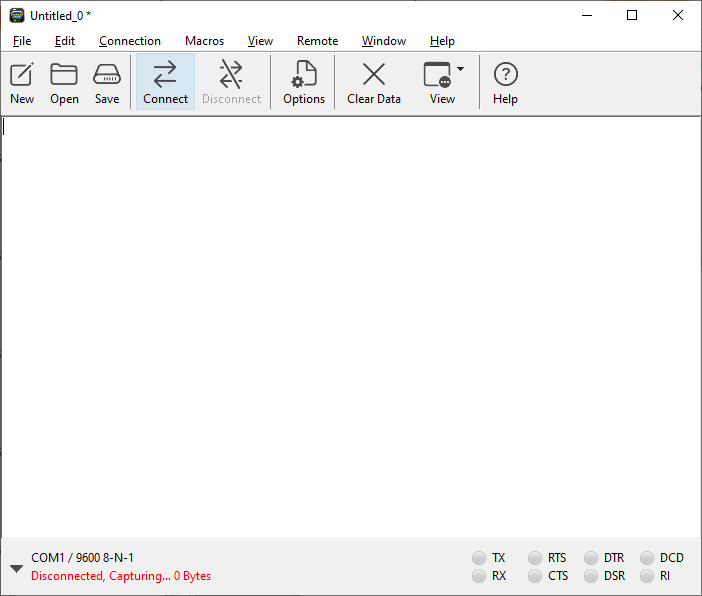 Untitled_0 *
File Edit Connection Macros View Remote Window Help
New Open Save Connect Disconnect Options Clear Data View Help
COM1 / 9600 8-N-1 TX RTS DTR DCD
Disconnected, Capturing... 0 Bytes RX CTS DSR RI